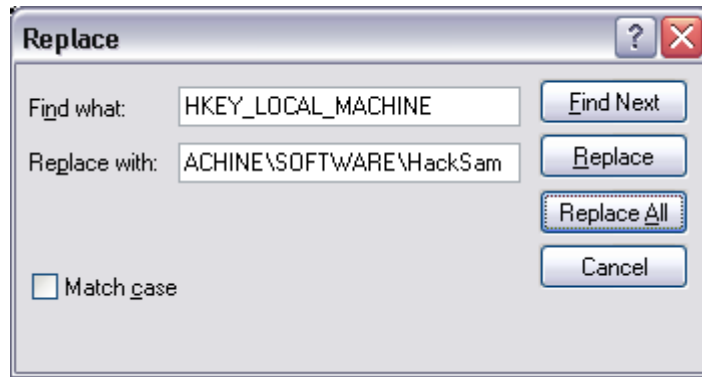 Replace
Find what: HKEY_LOCAL_MACHINE Find Next
Replace with: ACHINE\SOFTWARE\HackSam Replace
Replace All
Cancel
Match case